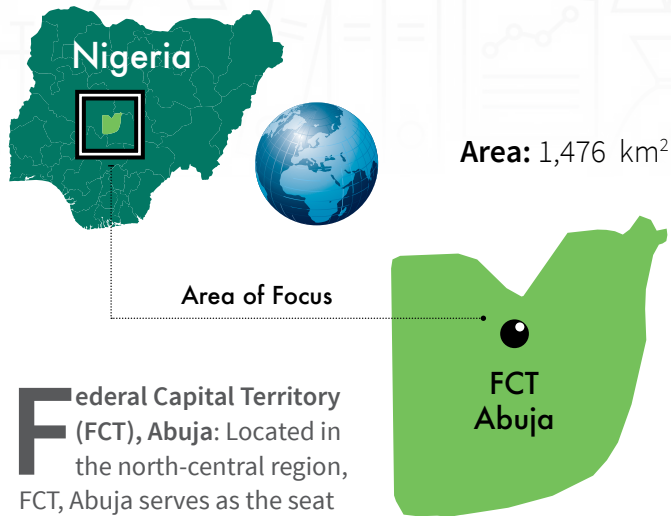 Nigeria
Area: 1,476 km²
Area of Focus
FCT
Abuja
Federal Capital Territory
(FCT), Abuja: Located in
the north-central region,
FCT, Abuja serves as the seat